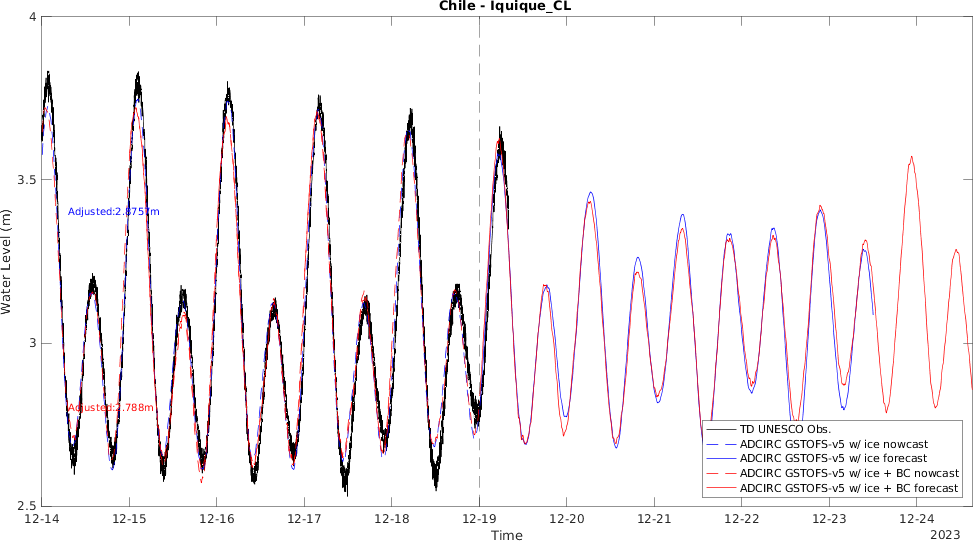 Chile - Iquique_CL
4
3.5
3
2.5
Water Level (m)
Adjusted:2.8757m
Adjusted:2.788m
TD UNESCO Obs.
ADCIRC GSTOFS-v5 w/ ice nowcast
ADCIRC GSTOFS-v5 w/ ice forecast
ADCIRC GSTOFS-v5 w/ ice + BC nowcast
ADCIRC GSTOFS-v5 w/ ice + BC forecast
12-14 12-15 12-16 12-17 12-18 12-19 12-20 12-21 12-22 12-23 12-24
Time
2023